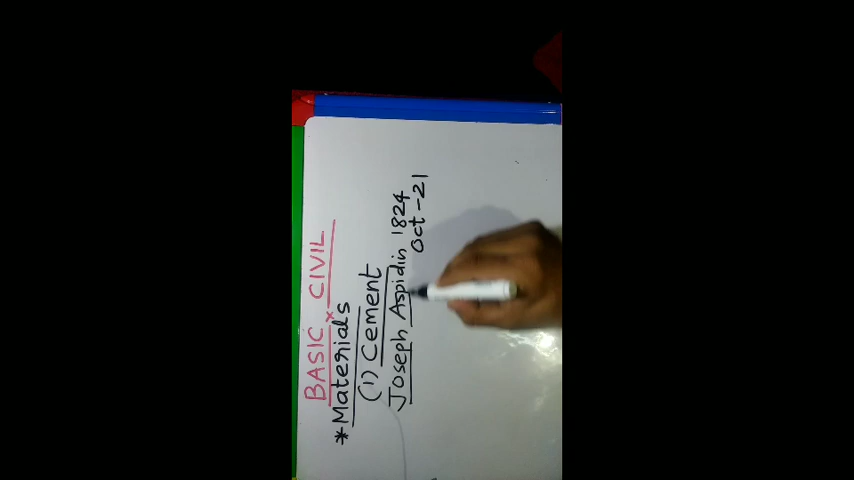 BASIC CIVIL
*Materials
(1) Cement
Joseph Aspidin 1824
Oct-21